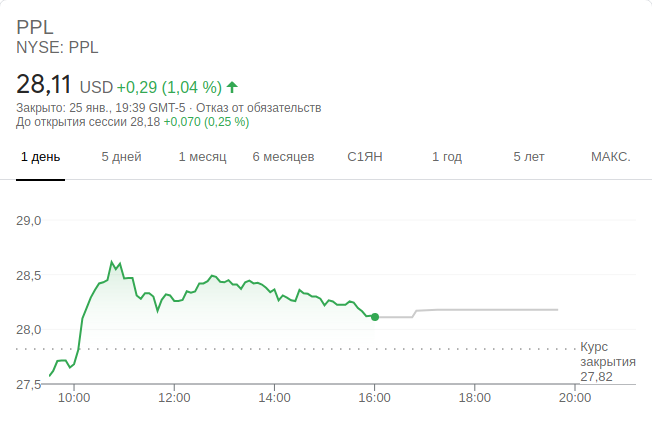 PPL
NYSE: PPL
28,11 USD +0,29 (1,04 %)
Закрыто: 25 янв., 19:39 GMT-5 · Отказ от обязательств
До открытия сессии 28,18 +0,070 (0,25 %)
1 день 5 дней 1 месяц 6 месяцев С1ЯН 1 год 5 лет МАКС.
29,0
28,5
28,0
Курс
закрытия
27,82
27,5
10:00 12:00 14:00 16:00 18:00 20:00